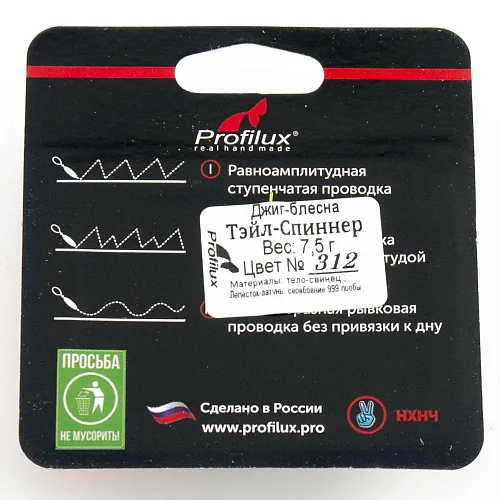 Profilux®
real handmade
I Равноамплитудная
ступенчатая проводка
Profilux
Джиг-блесна
Тэйл-Спиннер
Вес: 7,5 г
Цвет № 312
Материалы: тело-свинец,
Лепесток-латунь, серебрение 999 пробы
рывковая
проводка без привязки к дну
ПРОСЬБА
НЕ МУСОРИТЬ!
Сделано в России
www.profilux.pro
НХНЧ